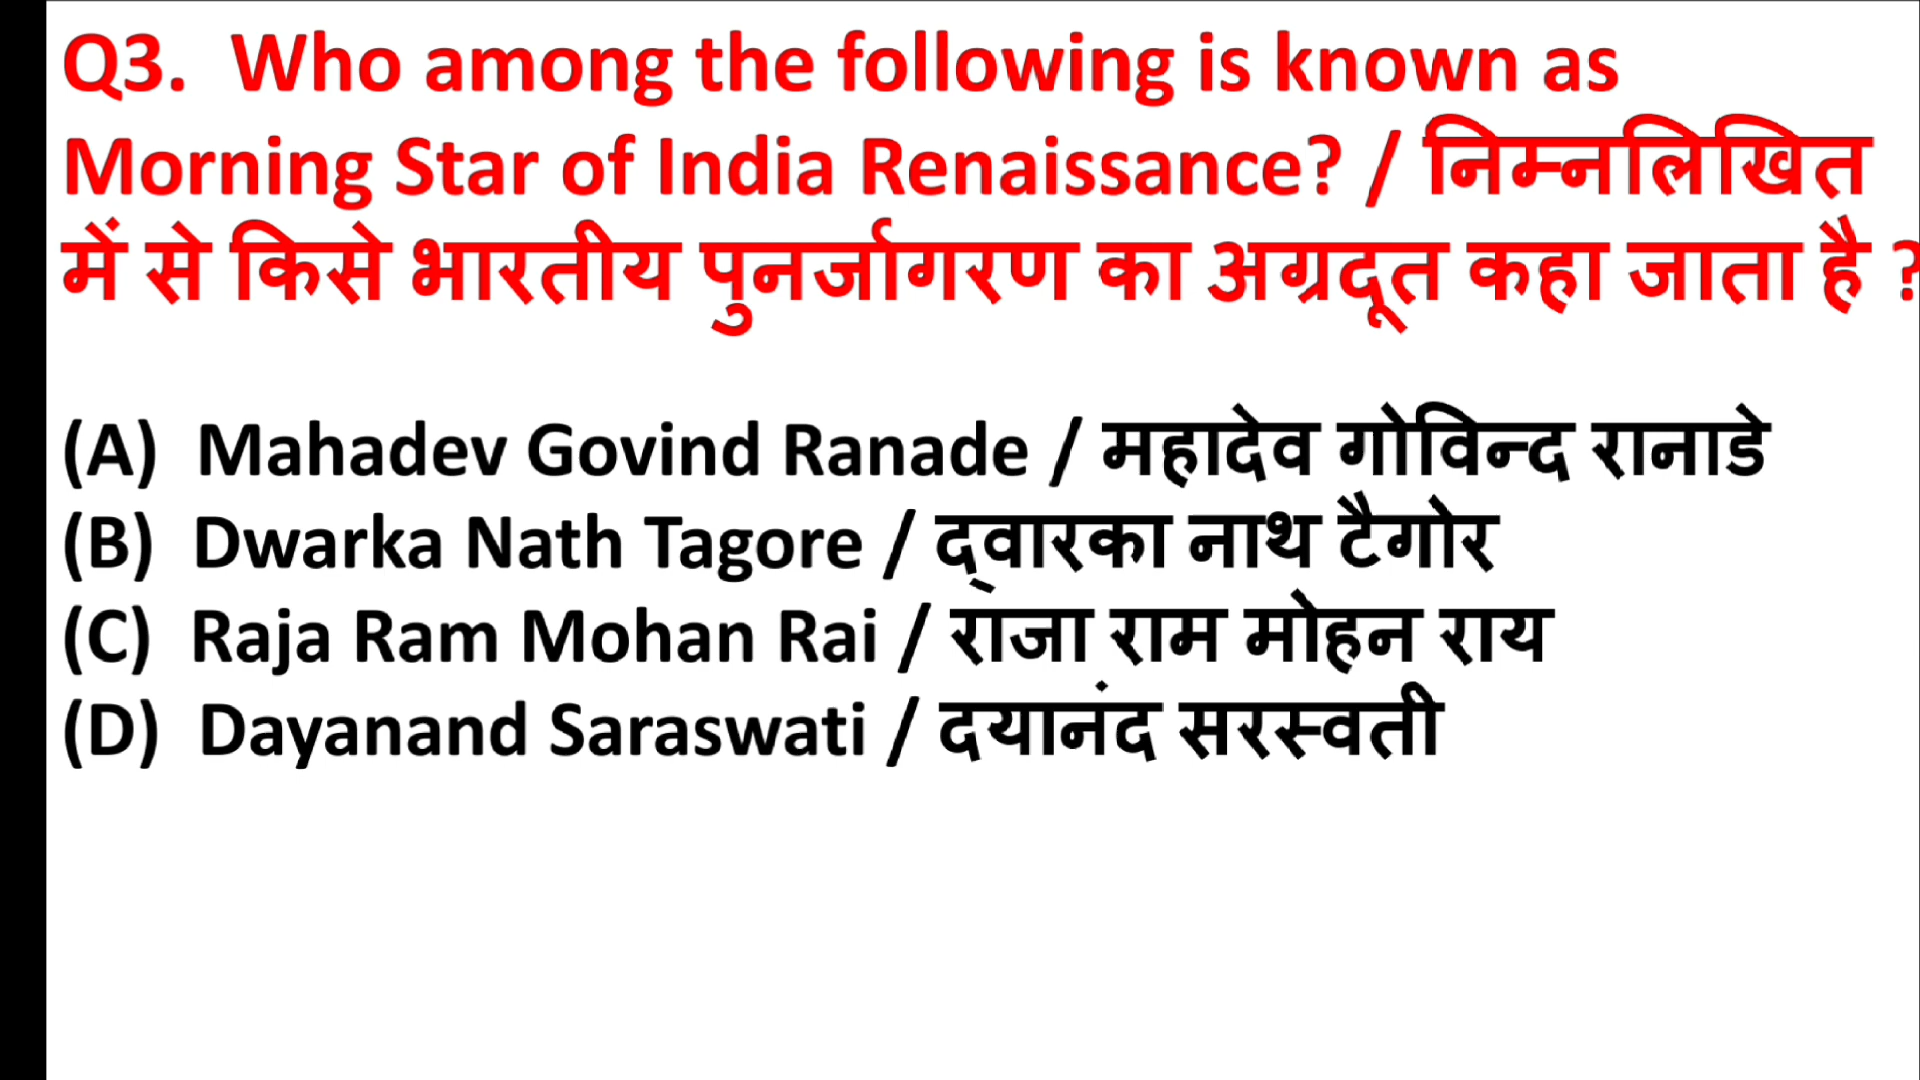 Q3. Who among the following is known as
Morning Star of India Renaissance? / निम्नलिखित
में से किसे भारतीय पुनर्जागरण का अग्रदूत कहा जाता है ?
(A) Mahadev Govind Ranade / महादेव गोविन्द रानाडे
(B) Dwarka Nath Tagore / द्वारका नाथ टैगोर
(C) Raja Ram Mohan Rai / राजा राम मोहन राय
(D) Dayanand Saraswati / दयानंद सरस्वती